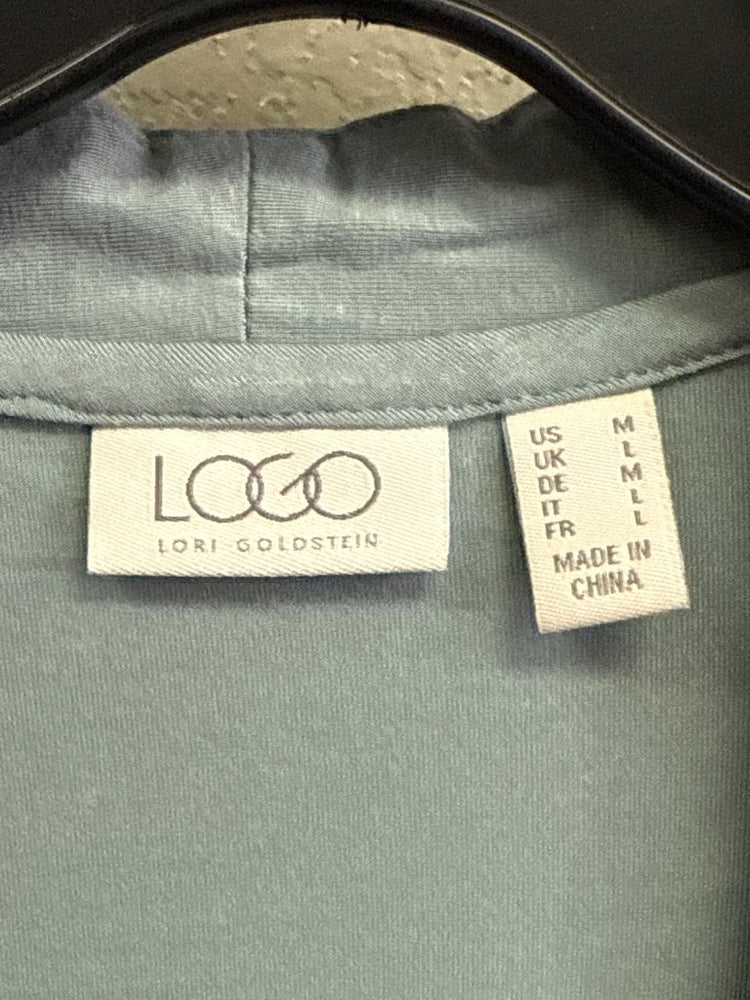 LOGO
LORI GOLDSTEIN
US M
UK L
DE M
IT L
FR L
MADE IN
CHINA